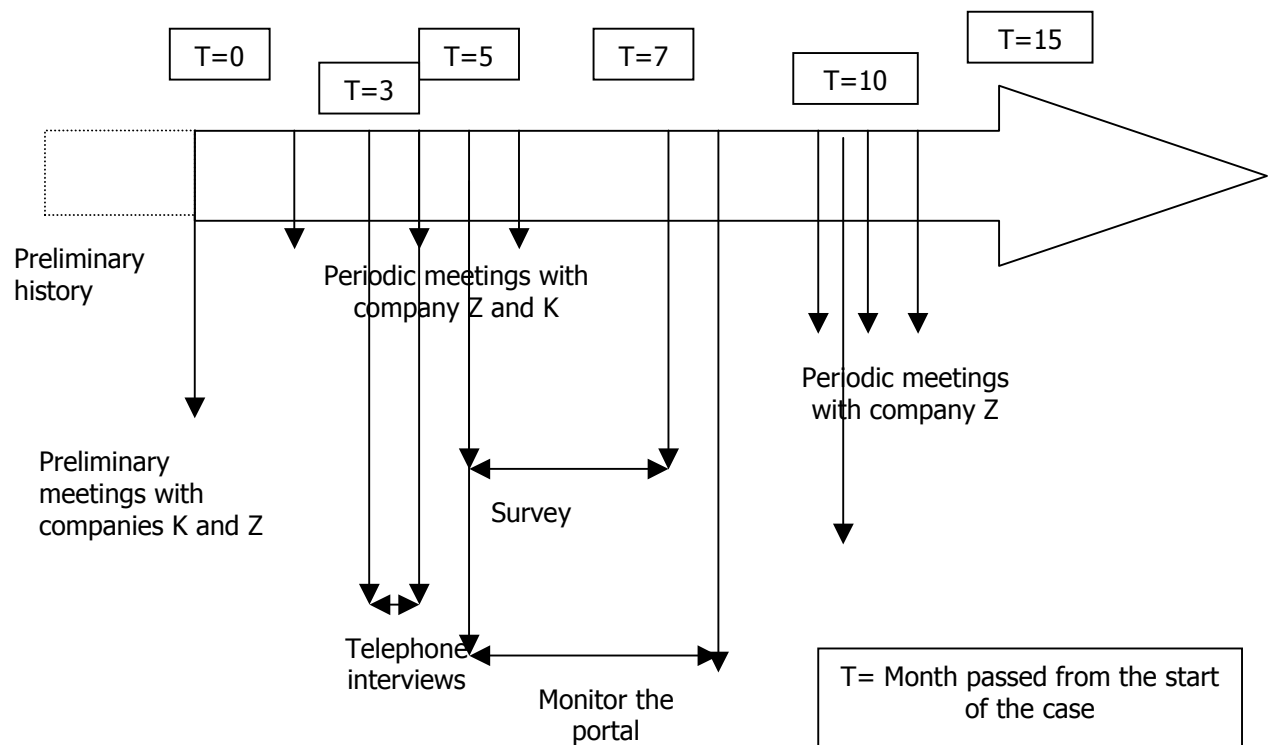 T=0
T=3
T=5
T=7
T=10
T=15
Preliminary
history
Periodic meetings with
company Z and K
Periodic meetings
with company Z
Preliminary
meetings with
companies K and Z
Survey
Telephone
interviews
Monitor the
portal
T= Month passed from the start
of the case